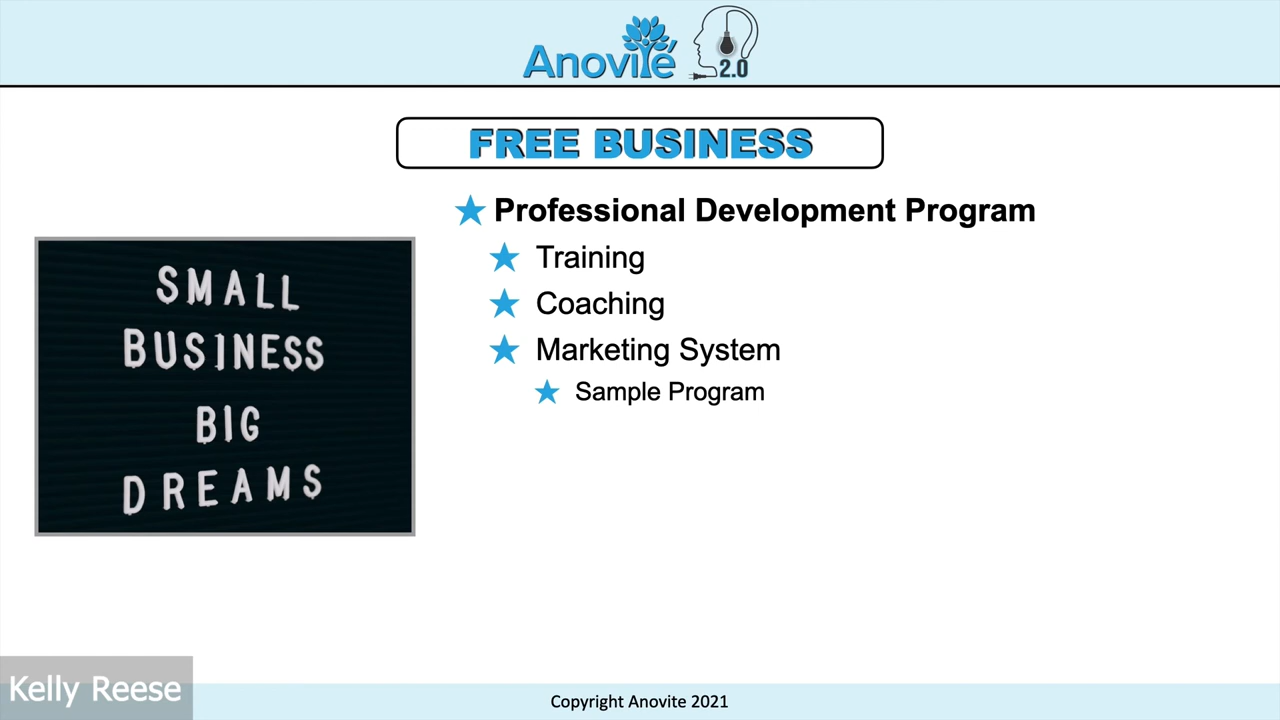 Anovité
2.0
FREE BUSINESS
Professional Development Program
Training
Coaching
Marketing System
Sample Program
SMALL
BUSINESS
BIG
DREAMS
Kelly Reese
Copyright Anovite 2021